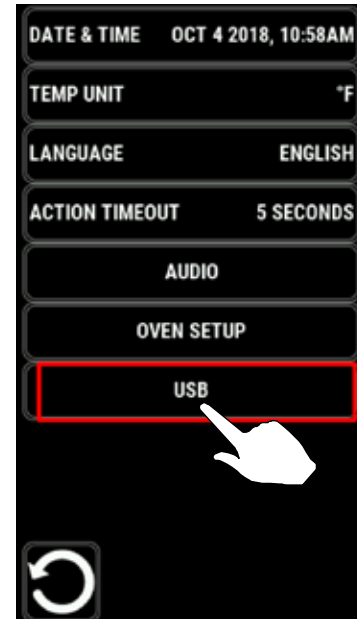 DATE & TIME OCT 4 2018, 10:58AM
TEMP UNIT °F
LANGUAGE ENGLISH
ACTION TIMEOUT 5 SECONDS
AUDIO
OVEN SETUP
USB